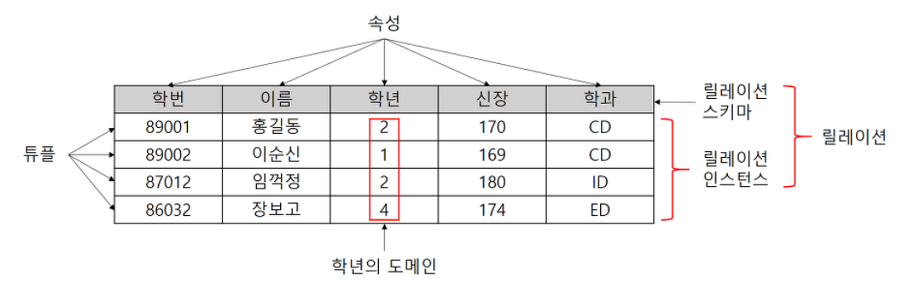 속성
학번 이름 학년 신장 학과
89001 홍길동 2 170 CD
89002 이순신 1 169 CD
87012 임꺽정 2 180 ID
86032 장보고 4 174 ED
튜플
릴레이션
스키마
릴레이션
인스턴스
릴레이션
학년의 도메인